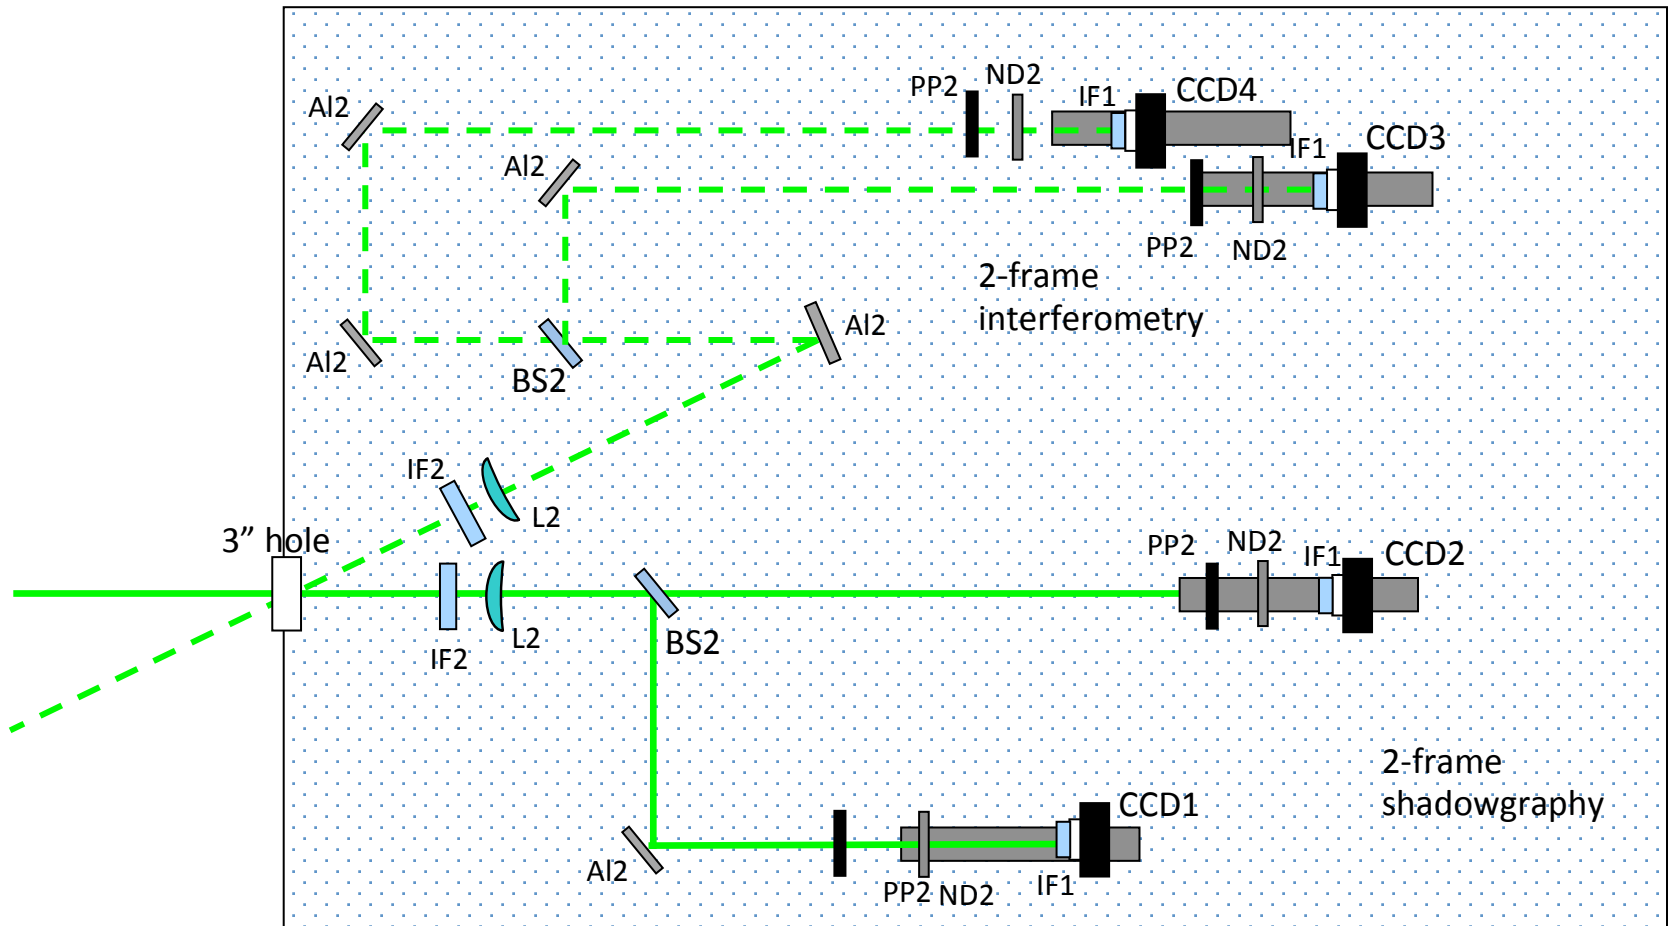 PP2
ND2
IF1
CCD4
Al2
Al2
IF1
CCD3
PP2
ND2
2-frame
interferometry
Al2
Al2
BS2
IF2
L2
3” hole
PP2
ND2
IF1
CCD2
IF2
L2
BS2
2-frame
shadowgraphy
CCD1
Al2
PP2
ND2
IF1